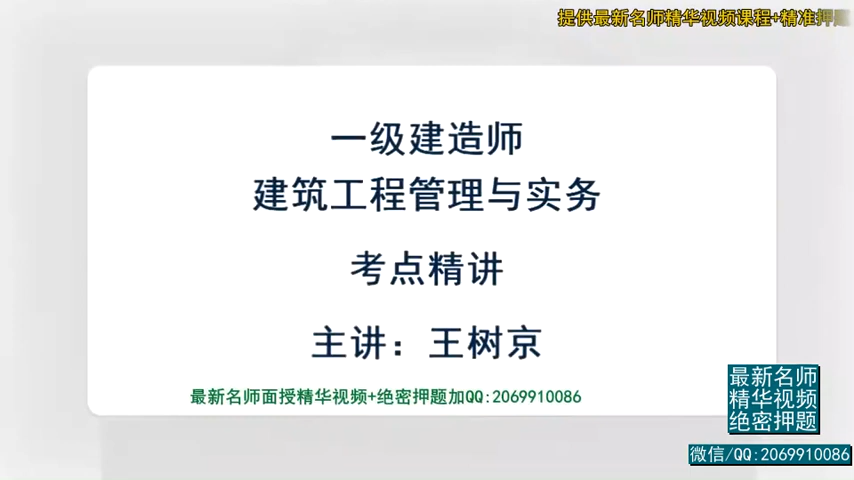 提供最新名师精华视频课程+精准押题
一级建造师
建筑工程管理与实务
考点精讲
主讲：王树京
最新名师面授精华视频+绝密押题加QQ:2069910086
最新名师
精华视频
绝密押题
微信/QQ:2069910086